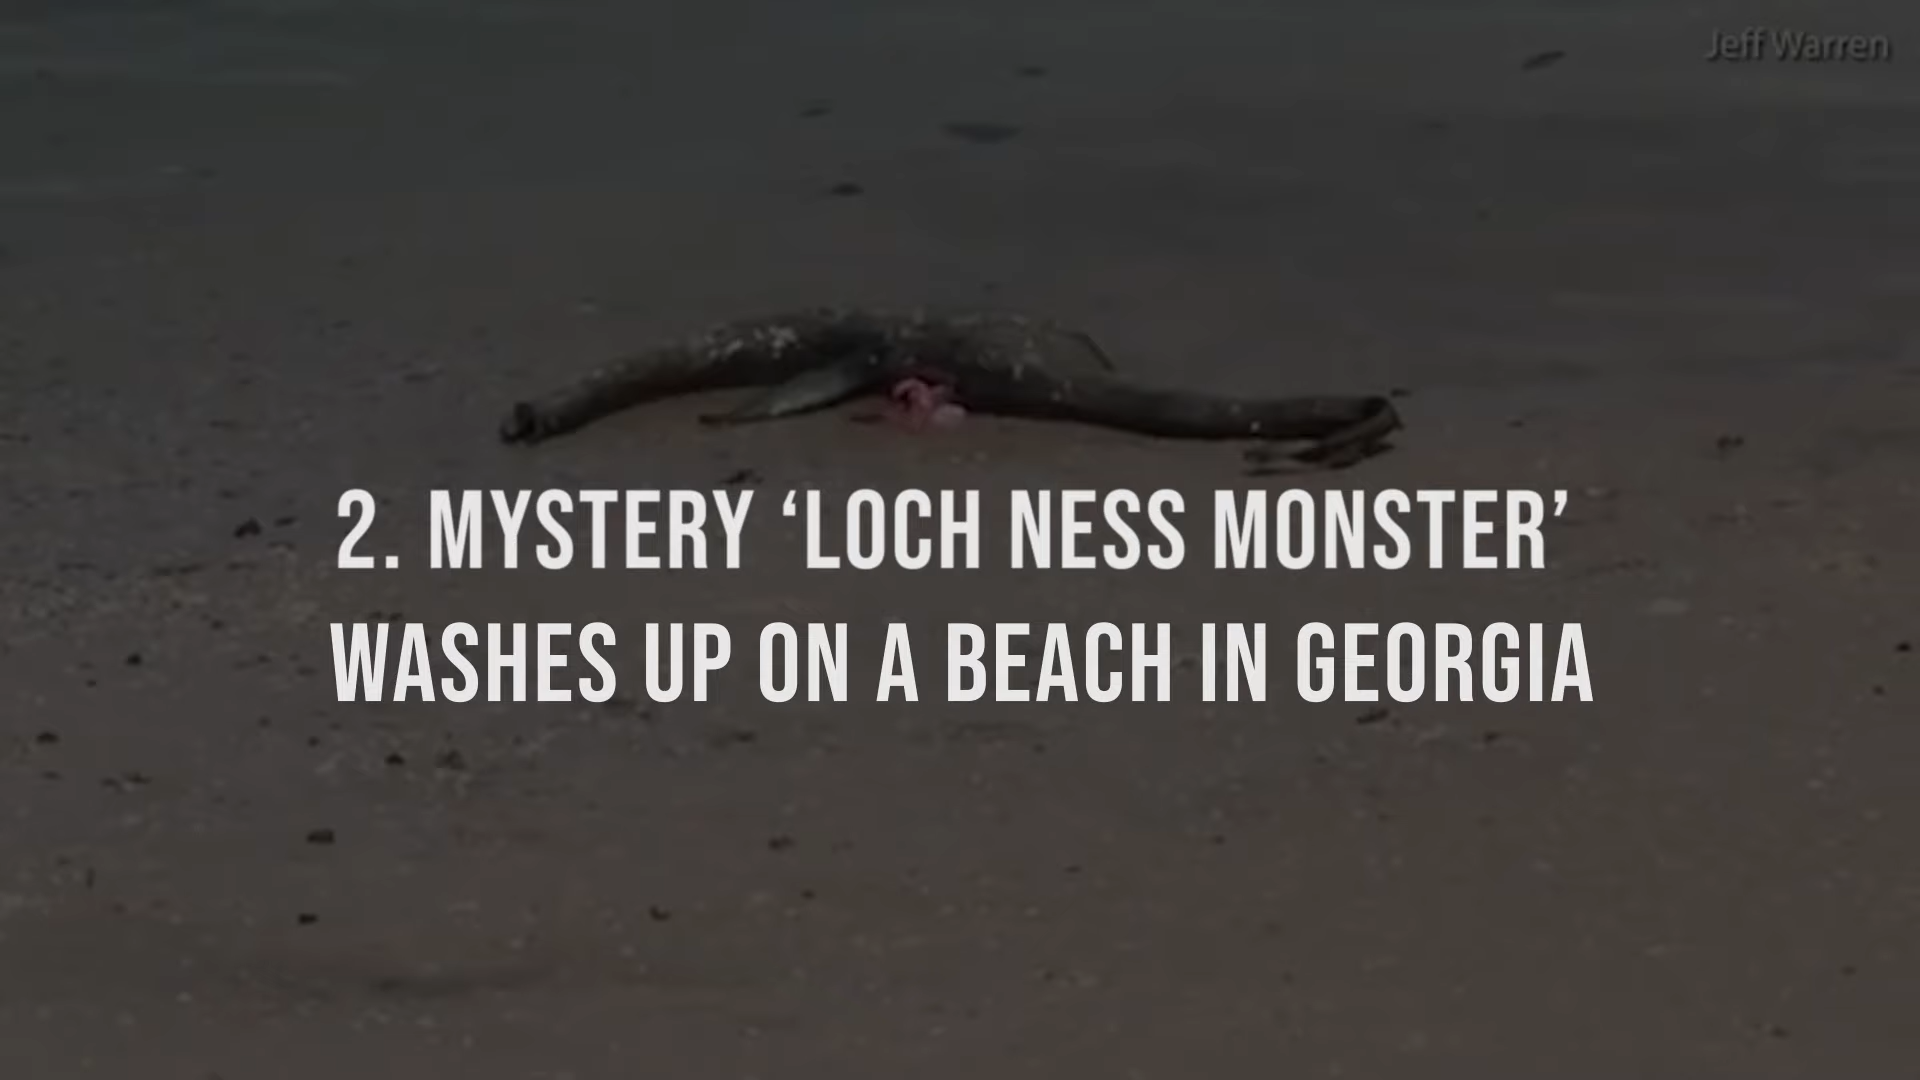 Jeff Warren
2. MYSTERY ‘LOCH NESS MONSTER’
WASHES UP ON A BEACH IN GEORGIA